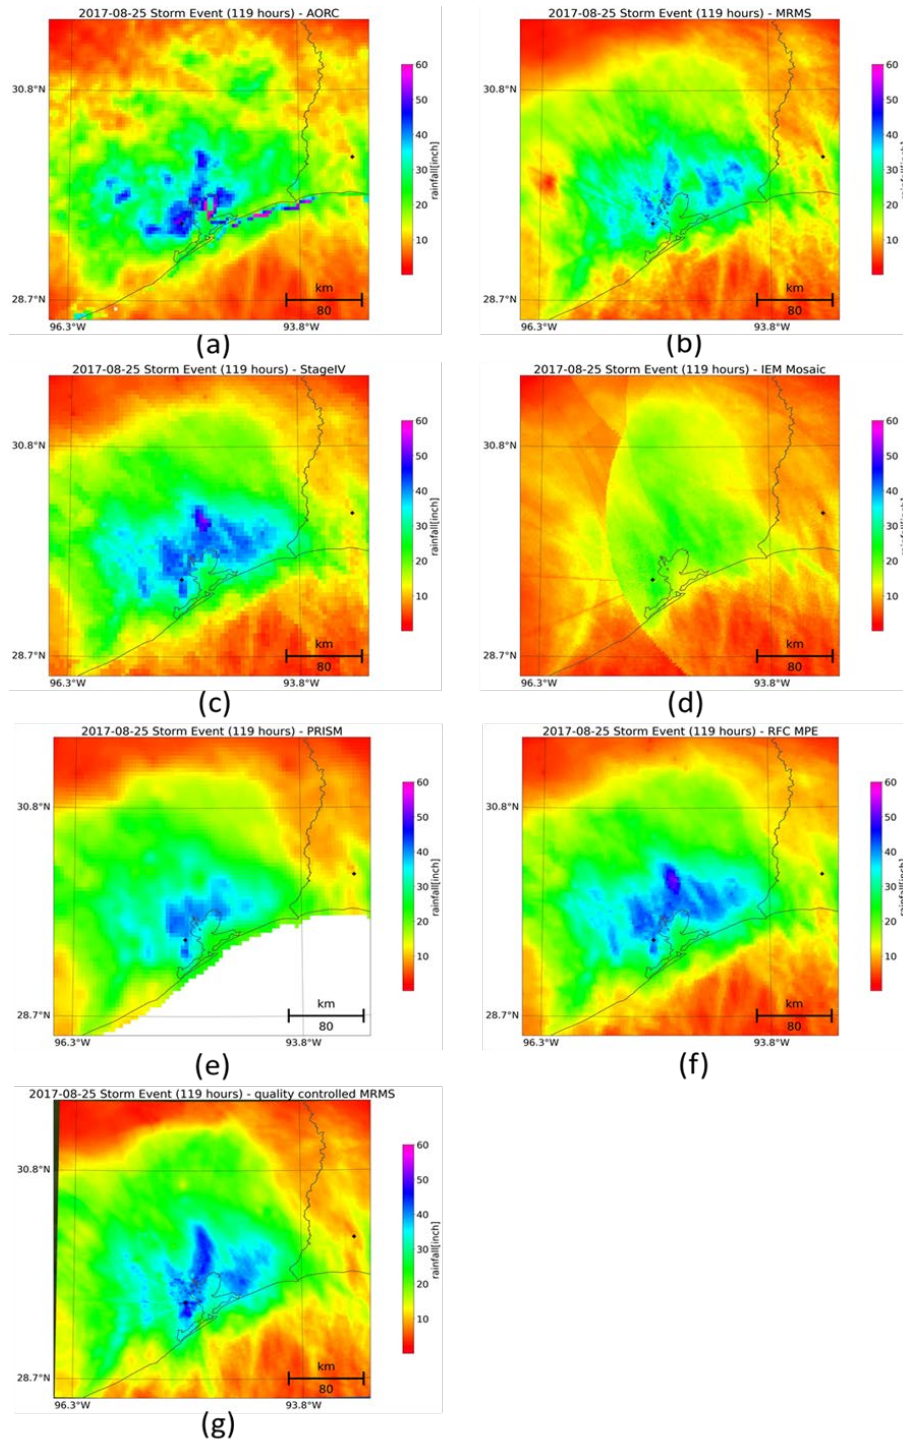 2017-08-25 Storm Event (119 hours) - AORC
30.8°N
28.7°N
96.3°W
93.8°W
km
80
60
50
40
30
20
10
rainfall[inch]
(a)
2017-08-25 Storm Event (119 hours) - MRMS
30.8°N
28.7°N
96.3°W
93.8°W
km
80
60
50
40
30
20
10
rainfall[inch]
(b)
2017-08-25 Storm Event (119 hours) - StageIV
30.8°N
28.7°N
96.3°W
93.8°W
km
80
60
50
40
30
20
10
rainfall[inch]
(c)
2017-08-25 Storm Event (119 hours) - IEM Mosaic
30.8°N
28.7°N
96.3°W
93.8°W
km
80
60
50
40
30
20
10
rainfall[inch]
(d)
2017-08-25 Storm Event (119 hours) - PRISM
30.8°N
28.7°N
96.3°W
93.8°W
km
80
60
50
40
30
20
10
rainfall[inch]
(e)
2017-08-25 Storm Event (119 hours) - RFC MPE
30.8°N
28.7°N
96.3°W
93.8°W
km
80
60
50
40
30
20
10
rainfall[inch]
(f)
2017-08-25 Storm Event (119 hours) - quality controlled MRMS
30.8°N
28.7°N
96.3°W
93.8°W
km
80
60
50
40
30
20
10
rainfall[inch]
(g)